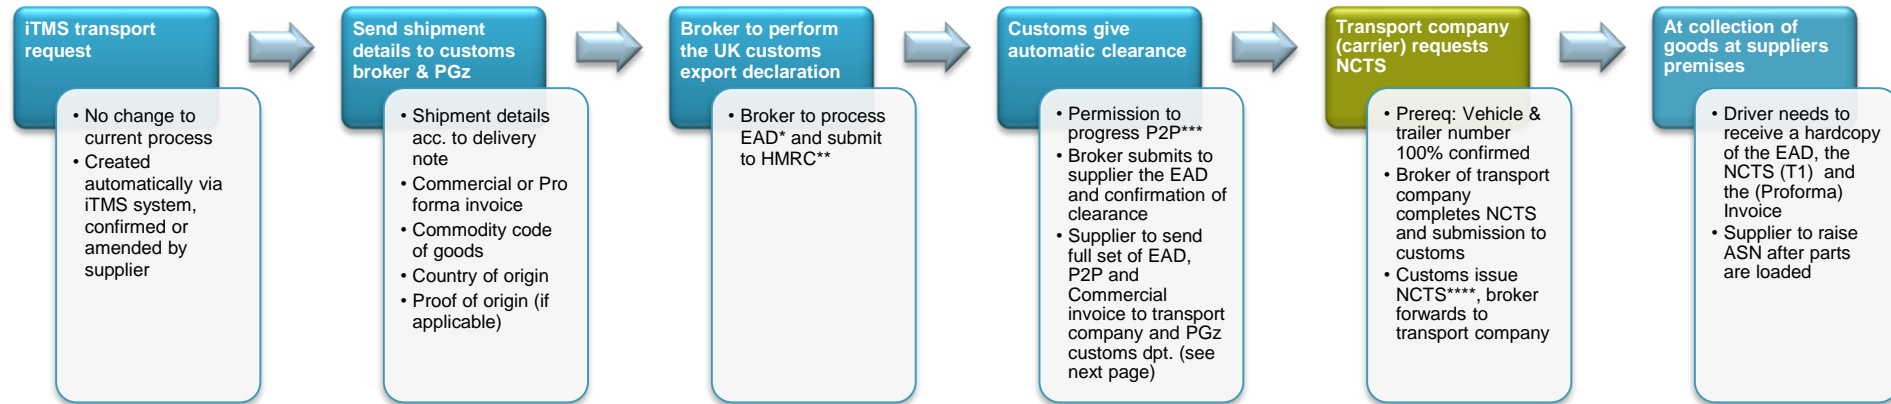 iTMS transport
request
• No change to
current process
• Created
automatically via
iTMS system,
confirmed or
amended by
supplier
Send shipment
details to customs
broker & PGz
• Shipment details
acc. to delivery
note
• Commercial or Pro
forma invoice
• Commodity code
of goods
• Country of origin
• Proof of origin (if
applicable)
Broker to perform
the UK customs
export declaration
• Broker to process
EAD* and submit
to HMRC**
Customs give
automatic clearance
• Permission to
progress P2P***
• Broker submits to
supplier the EAD
and confirmation of
clearance
• Supplier to send
full set of EAD,
P2P and
Commercial
invoice to transport
company and PGz
customs dpt. (see
next page)
Transport company
(carrier) requests
NCTS
• Prereq: Vehicle &
trailer number
100% confirmed
• Broker of transport
company
completes NCTS
and submission to
customs
• Customs issue
NCTS****, broker
forwards to
transport company
At collection of
goods at suppliers
premises
• Driver needs to
receive a hardcopy
of the EAD, the
NCTS (T1) and
the (Proforma)
Invoice
• Supplier to raise
ASN after parts
are loaded